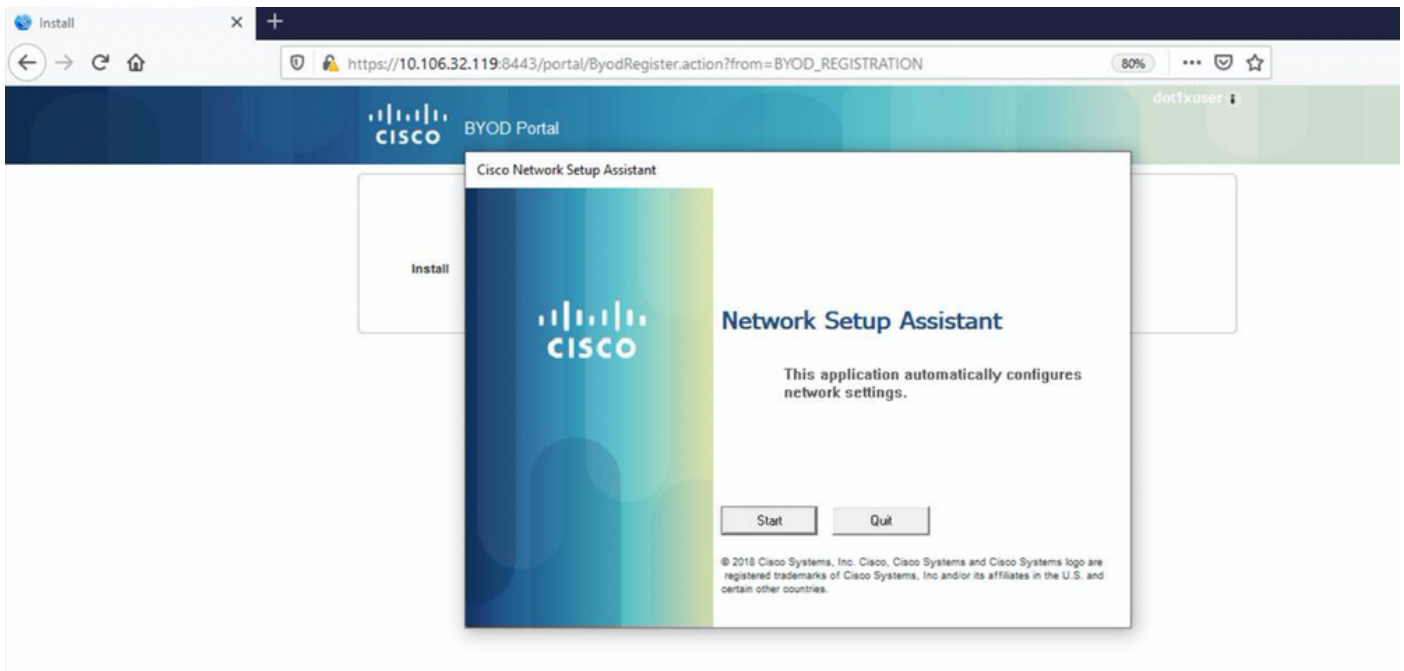 Install
https://10.106.32.119:8443/portal/ByodRegister.action?from=BYOD_REGISTRATION
80%
dot1xuser
CISCO
BYOD Portal
Cisco Network Setup Assistant
Install
CISCO
Network Setup Assistant
This application automatically configures
network settings.
Start
Quit
© 2018 Cisco Systems, Inc. Cisco, Cisco Systems and Cisco Systems logo are
registered trademarks of Cisco Systems, Inc and/or its affiliates in the U.S. and
certain other countries.